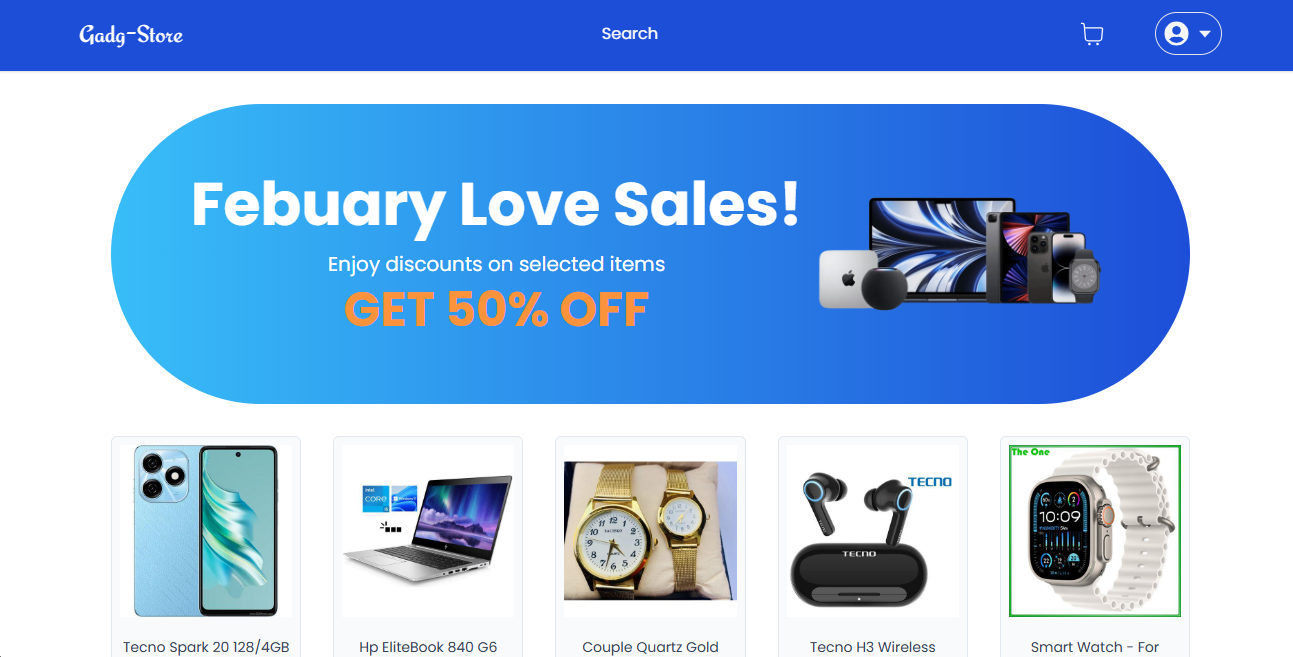 Gadg-Store
Search
Febuary Love Sales!
Enjoy discounts on selected items
GET 50% OFF
The One
intel
CORE
TECNO
TECNO
10:09
Tecno Spark 20 128/4GB
Hp EliteBook 840 G6
Couple Quartz Gold
Tecno H3 Wireless
Smart Watch - For